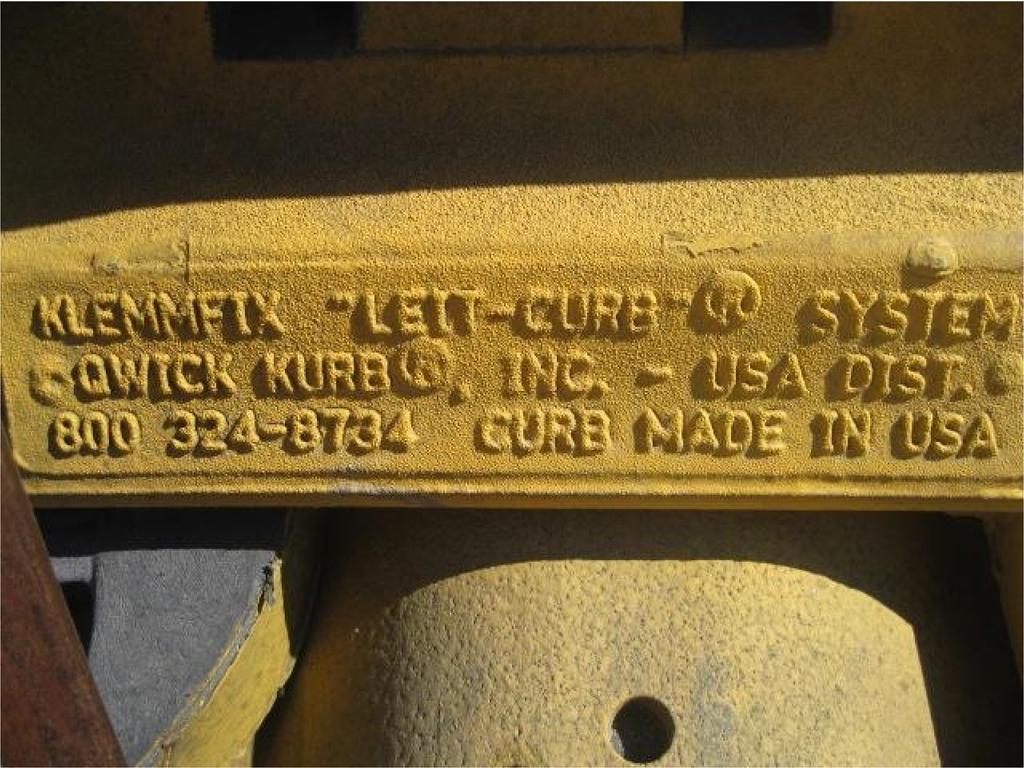 KLEMMFIX "LEIT-CURB"® SYSTEM
©QWICK KURB®, INC. - USA DIST.
800 324-8734 CURB MADE IN USA